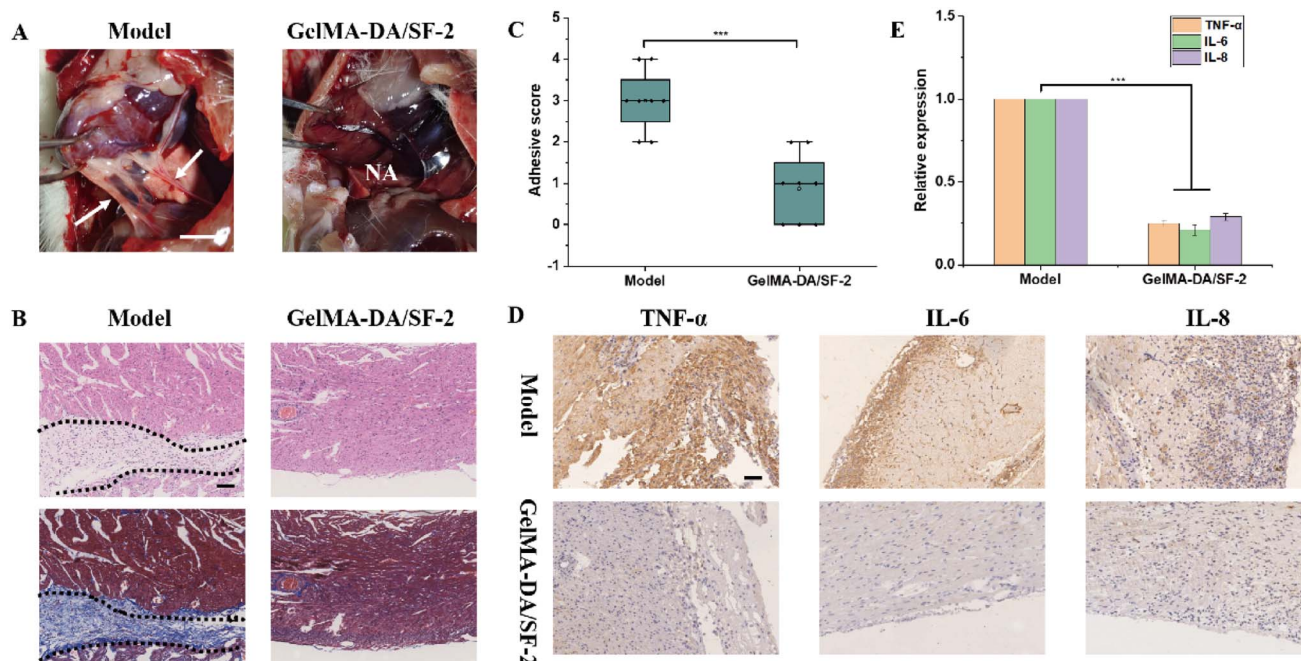 A
Model
GelMA-DA/SF-2
NA
B
Model
GelMA-DA/SF-2
C
Adhesive score
5
4
3
2
1
0
-1
***
Model
GelMA-DA/SF-2
D
TNF-α
IL-6
IL-8
Model
GelMA-DA/SF-2
E
Relative expression
1.5
1.0
0.5
0.0
TNF-α
IL-6
IL-8
***
Model
GelMA-DA/SF-2